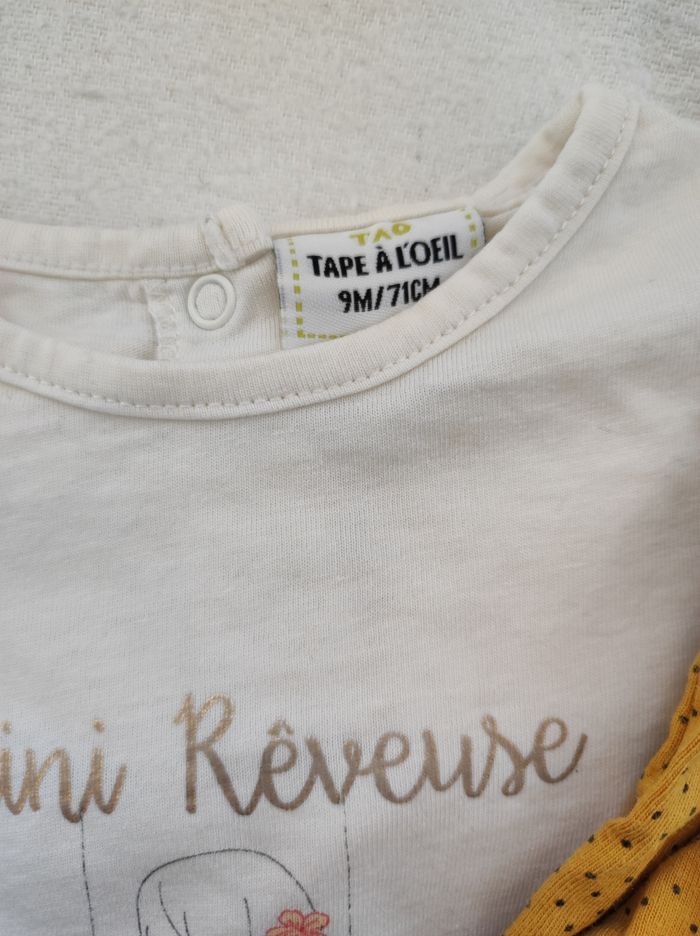 TAO
TAPE À L'OEIL
9M/71CM
ini Rêveuse